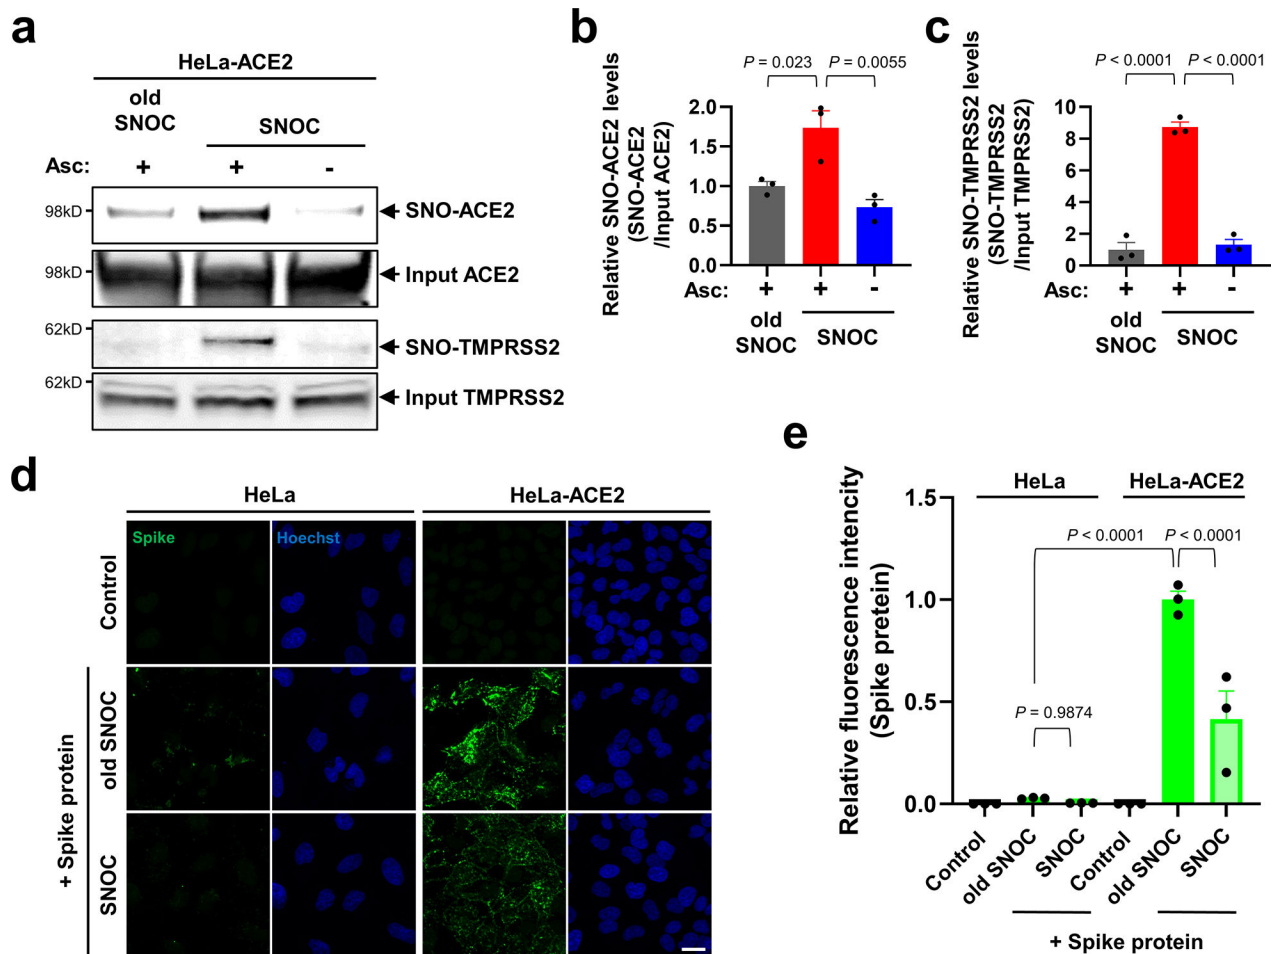 a
HeLa-ACE2
old
SNOC
SNOC
Asc:
+
+
-
98kD
SNO-ACE2
98kD
Input ACE2
62kD
SNO-TMPRSS2
62kD
Input TMPRSS2
b
P = 0.023
P = 0.0055
Relative SNO-ACE2 levels
(SNO-ACE2
/Input ACE2)
2.0
1.5
1.0
0.5
0.0
Asc:
+
+
-
old
SNOC
SNOC
c
P < 0.0001
P < 0.0001
Relative SNO-TMPRSS2 levels
(SNO-TMPRSS2
/Input TMPRSS2)
10
8
6
4
2
0
Asc:
+
+
-
old
SNOC
SNOC
d
HeLa
HeLa-ACE2
Spike
Hoechst
Control
old SNOC
SNOC
+ Spike protein
e
HeLa
HeLa-ACE2
Relative fluorescence intencity
(Spike pretein)
1.5
1.0
0.5
0.0
P < 0.0001
P < 0.0001
P = 0.9874
Control
old SNOC
SNOC
Control
old SNOC
SNOC
+ Spike protein